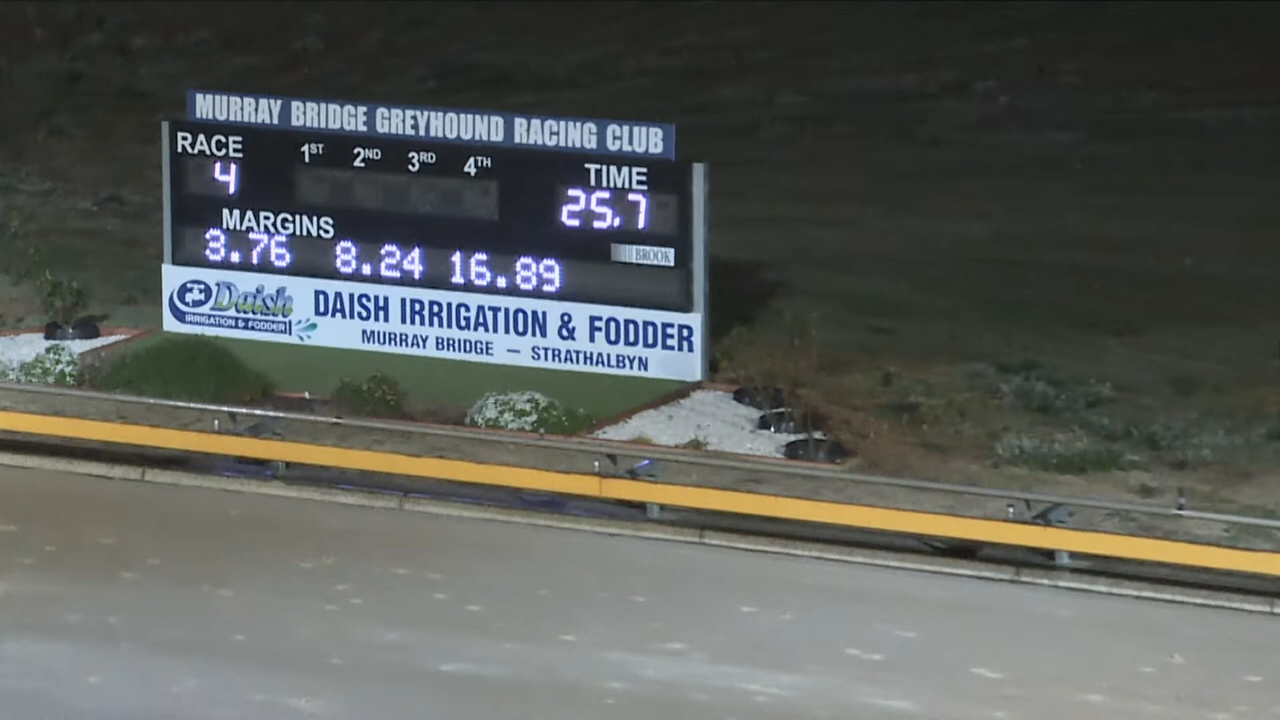 MURRAY BRIDGE GREYHOUND RACING CLUB
RACE 1ST 2ND 3RD 4TH TIME
4 25.7
MARGINS
3.76 8.24 16.89
BROOK
Daish
IRRIGATION & FODDER
DAISH IRRIGATION & FODDER
MURRAY BRIDGE — STRATHALBYN